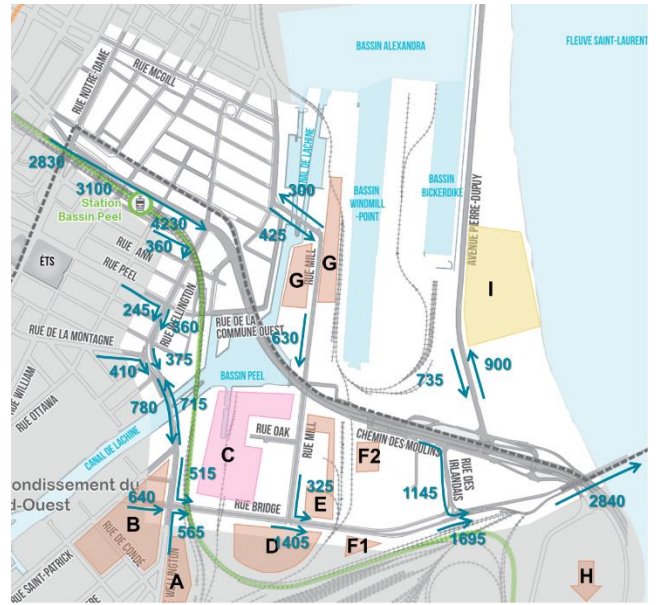 BASSIN ALEXANDRA
FLEUVE SAINT-LAURENT
RUE NOTRE-DAME
RUE MCGILL
CANAL DE LACHINE
BASSIN
WINDMILL
-POINT
BASSIN
BICKERDIKE
AVENUE PIERRE-DUPUY
2830
3100
Station
Bassin Peel
4230
300
425
360
RUE ANN
RUE PEEL
ÉTS
G
G
RUE MILL
I
245
360
RUE WELLINGTON
RUE DE LA
COMMUNE OUEST
630
RUE DE LA MONTAGNE
375
410
BASSIN PEEL
735
900
RUE WILLIAM
RUE OTTAWA
780
715
CANAL DE LACHINE
C
RUE OAK
RUE MILL
CHEMIN DES MOULINS
F2
RUE DES
IRLANDAIS
ondissement du
d-Ouest
515
640
B
RUE DE CONDÉ
565
RUE BRIDGE
325
E
1145
2840
D
1405
F1
1695
RUE SAINT-PATRICK
A
WELLINGTON
H